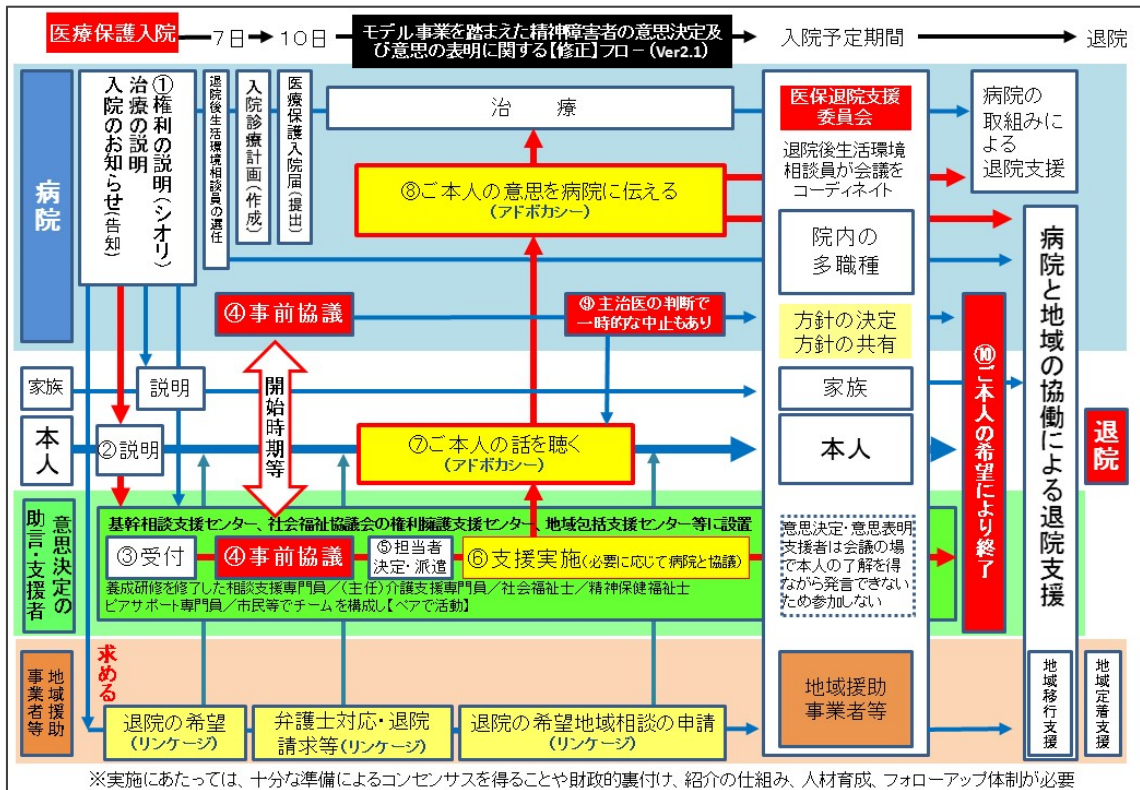 医療保護入院
7日
10日
モデル事業を踏まえた精神障害者の意思決定及
び意思の表明に関する【修正】フロー(Ver2.1)
入院予定期間
退院
病院
①権利の説明(シオリ)
治療の説明
入院のお知らせ(告知)
退院後生活環境相談員の選任
入院診療計画(作成)
医療保護入院届(提出)
治 療
医保退院支援
委員会
退院後生活環境
相談員が会議を
コーディネイト
病院の
取組みに
よる
退院支援
⑧ご本人の意思を病院に伝える
(アドボカシー)
院内の
多職種
④事前協議
⑨主治医の判断で
一時的な中止もあり
方針の決定
方針の共有
家族
説明
開始時期等
家族
本人
②説明
⑦ご本人の話を聴く
(アドボカシー)
本人
⑩ご本人の希望により終了
病院と地域の協働による退院支援
退院
意思決定の
助言・支援者
基幹相談支援センター、社会福祉協議会の権利擁護支援センター、地域包括支援センター等に設置
③受付
④事前協議
⑤担当者
決定・派遣
⑥支援実施(必要に応じて病院と協議)
養成研修を修了した相談支援専門員/(主任)介護支援専門員/社会福祉士/精神保健福祉士
ピアサポート専門員/市民等でチームを構成し【ペアで活動】
意思決定・意思表明
支援者は会議の場
で本人の了解を得
ながら発言できない
ため参加しない
地域援助
事業者等
求める
退院の希望
(リンケージ)
弁護士対応・退院
請求等(リンケージ)
退院の希望地域相談の申請
(リンケージ)
地域援助
事業者等
地域移行支援
地域定着支援
※実施にあたっては、十分な準備によるコンセンサスを得ることや財政的裏付け、紹介の仕組み、人材育成、フォローアップ体制が必要